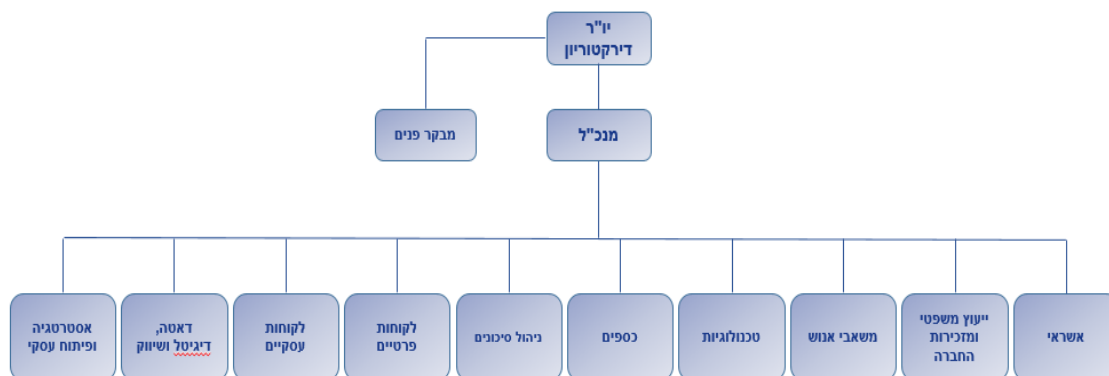 יו"ר
דירקטוריון
מבקר פנים
מנכ"ל
אשראי
ייעוץ משפטי
ומזכירות
החברה
משאבי אנוש
טכנולוגיות
כספים
ניהול סיכונים
לקוחות
פרטיים
לקוחות
עסקיים
דאטה,
דיגיטל ושיווק
אסטרטגיה
ופיתוח עסקי